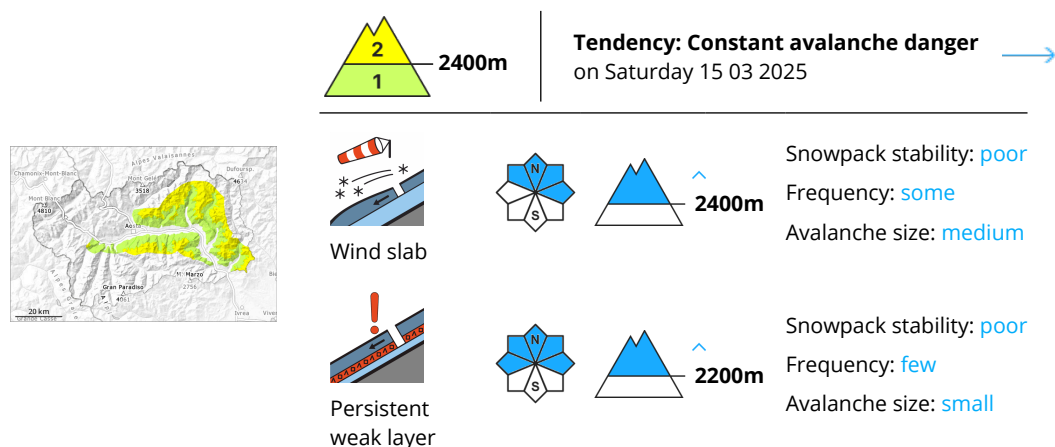 2
2400m
1
Tendency: Constant avalanche danger
on Saturday 15 03 2025
Alpes Valaisannes
Chamonix-Mont-Blanc
Mont Gelé
3518
Dufoursp.
Mont Blanc
4810
Aosta
M. Marzo
2756
Gran Paradiso
4061
Ivrea
20 km
N
S
2400m
Wind slab
Snowpack stability: poor
Frequency: some
Avalanche size: medium
N
S
2200m
Persistent
weak layer
Snowpack stability: poor
Frequency: few
Avalanche size: small